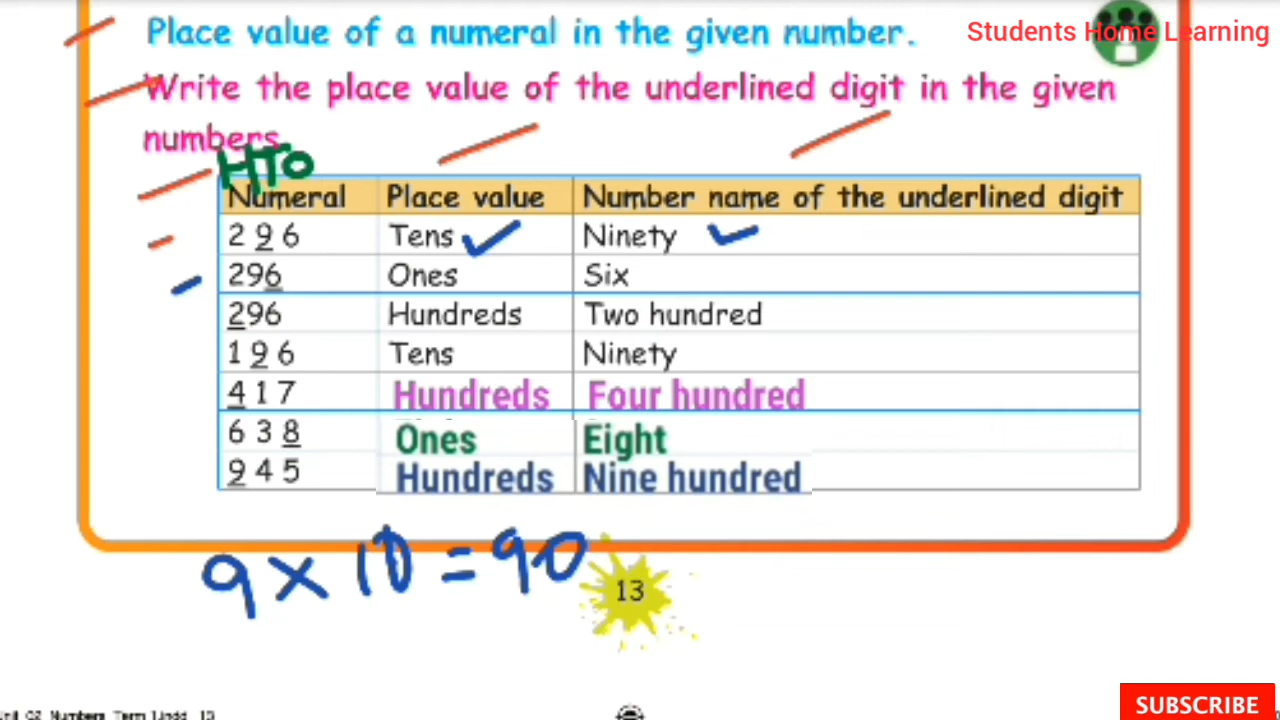 Place value of a numeral in the given number.
Students Home Learning
Write the place value of the underlined digit in the given
numbers.
HTO
Numeral Place value Number name of the underlined digit
2 9 6 Tens Ninety
296 Ones Six
296 Hundreds Two hundred
1 9 6 Tens Ninety
4 1 7 Hundreds Four hundred
6 3 8 Ones Eight
9 4 5 Hundreds Nine hundred
9 × 10 = 90
13
SUBSCRIBE